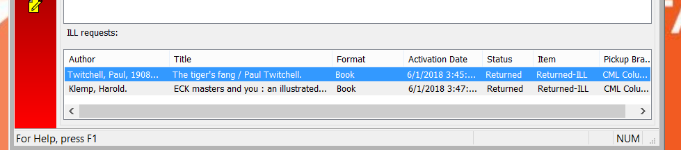 ILL requests:
Author Title Format Activation Date Status Item Pickup Bra...
Twitchell, Paul, 1908... The tiger's fang / Paul Twitchell. Book 6/1/2018 3:45:... Returned Returned-ILL CML Colu...
Klemp, Harold. ECK masters and you : an illustrated... Book 6/1/2018 3:47:... Returned Returned-ILL CML Colu...
For Help, press F1 NUM